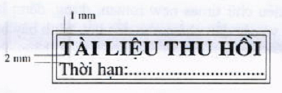 1 mm
TÀI LIỆU THU HỒI
2 mm
Thời hạn:................................